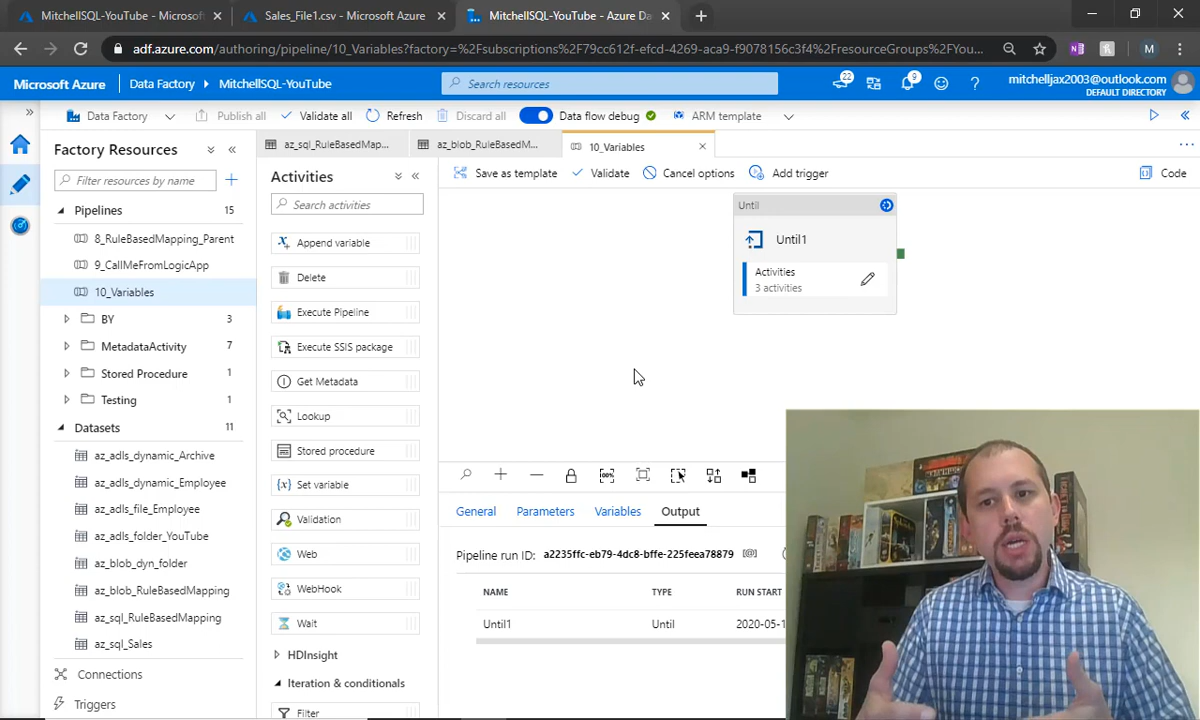 MitchellSQL-YouTube - Microsoft
Sales_File1.csv - Microsoft Azure
MitchellSQL-YouTube - Azure Da
adf.azure.com/authoring/pipeline/10_Variables?factory=%2Fsubscriptions%2F79cc612f-efcd-4269-aca9-f9078156c3f4%2FresourceGroups%2FYou...
M
Microsoft Azure
Data Factory
MitchellSQL-YouTube
Search resources
22
9
mitchelljax2003@outlook.com
DEFAULT DIRECTORY
Data Factory
Publish all
Validate all
Refresh
Discard all
Data flow debug
ARM template
Factory Resources
az_sql_RuleBasedMap...
az_blob_RuleBasedM...
10_Variables
Filter resources by name
Activities
Save as template
Validate
Cancel options
Add trigger
Code
Search activities
Pipelines
15
8_RuleBasedMapping_Parent
9_CallMeFromLogicApp
10_Variables
BY
3
MetadataActivity
7
Stored Procedure
1
Testing
1
Datasets
11
az_adls_dynamic_Archive
az_adls_dynamic_Employee
az_adls_file_Employee
az_adls_folder_YouTube
az_blob_dyn_folder
az_blob_RuleBasedMapping
az_sql_RuleBasedMapping
az_sql_Sales
Connections
Triggers
Append variable
Delete
Execute Pipeline
Execute SSIS package
Get Metadata
Lookup
Stored procedure
Set variable
Validation
Web
WebHook
Wait
HDInsight
Iteration & conditionals
Filter
Until
Until1
Activities
3 activities
General
Parameters
Variables
Output
Pipeline run ID:
a2235ffc-eb79-4dc8-bffe-225feea78879
NAME
TYPE
RUN START
Until1
Until
2020-05-1